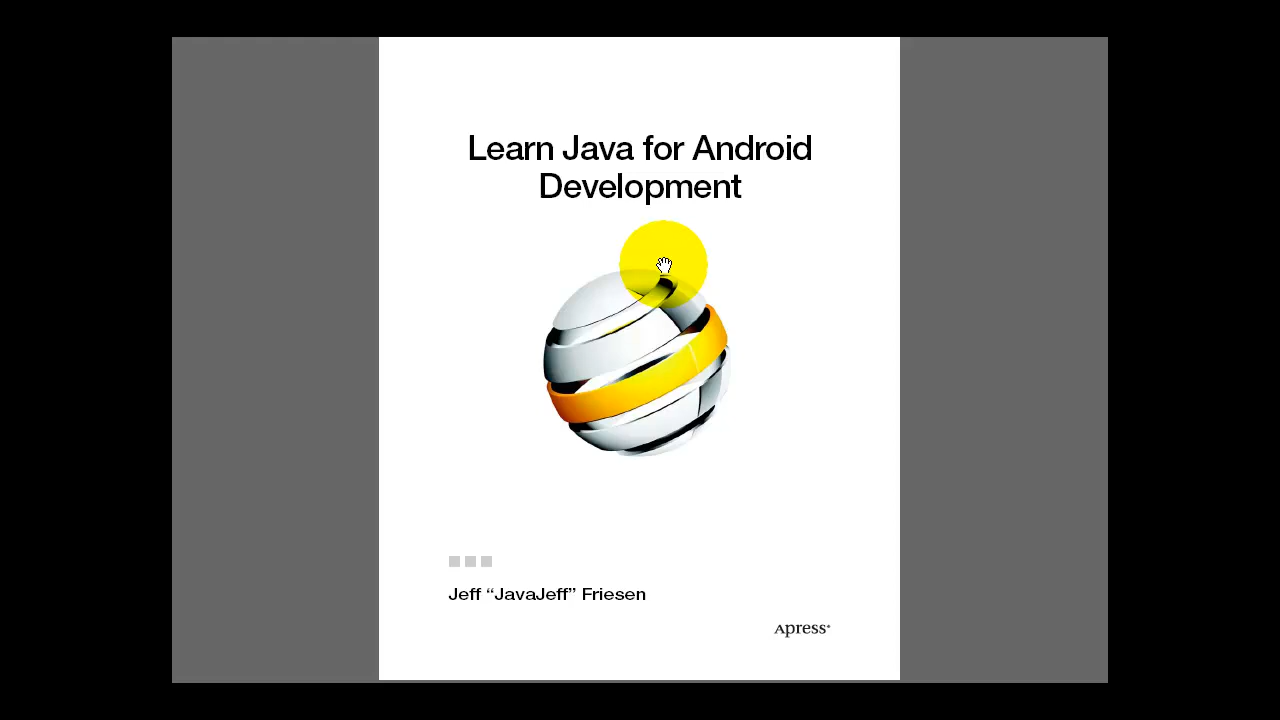 Learn Java for Android
Development
Jeff “JavaJeff” Friesen
Apress®